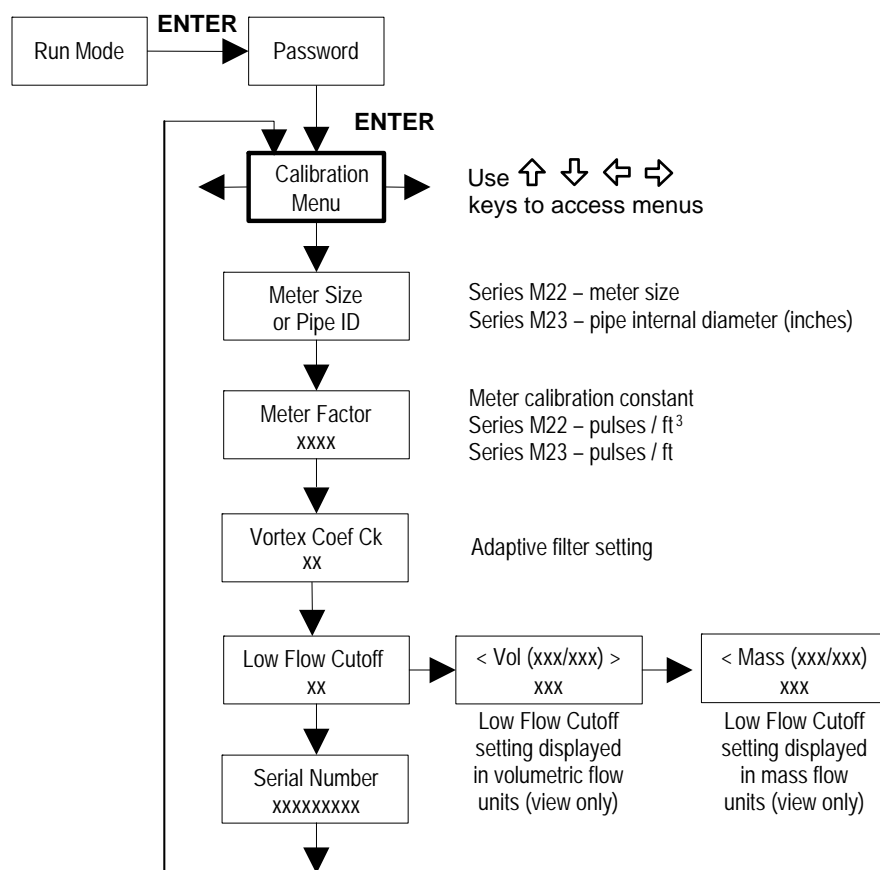 ENTER
Run Mode
Password
ENTER
Calibration
Menu
Use
keys to access menus
Meter Size
or Pipe ID
Series M22 – meter size
Series M23 – pipe internal diameter (inches)
Meter Factor
xxxx
Meter calibration constant
Series M22 – pulses / ft³
Series M23 – pulses / ft
Vortex Coef Ck
xx
Adaptive filter setting
Low Flow Cutoff
xx
< Vol (xxx/xxx) >
xxx
< Mass (xxx/xxx)
xxx
Low Flow Cutoff
setting displayed
in volumetric flow
units (view only)
Low Flow Cutoff
setting displayed
in mass flow
units (view only)
Serial Number
xxxxxxxxx